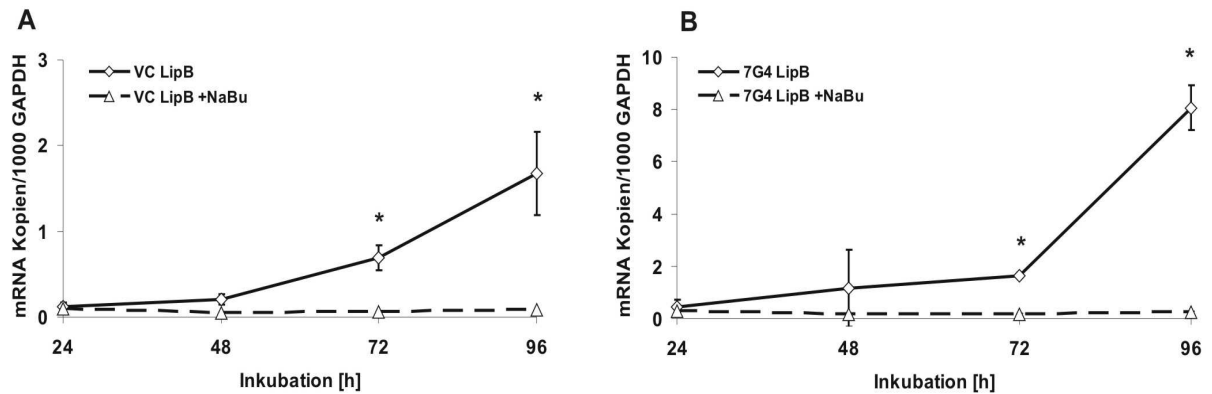 A
mRNA Kopien/1000 GAPDH
3
2
1
0
VC LipB
VC LipB +NaBu
*
*
24 48 72 96
Inkubation [h]
B
mRNA Kopien/1000 GAPDH
10
8
6
4
2
0
7G4 LipB
7G4 LipB +NaBu
*
*
24 48 72 96
Inkubation [h]